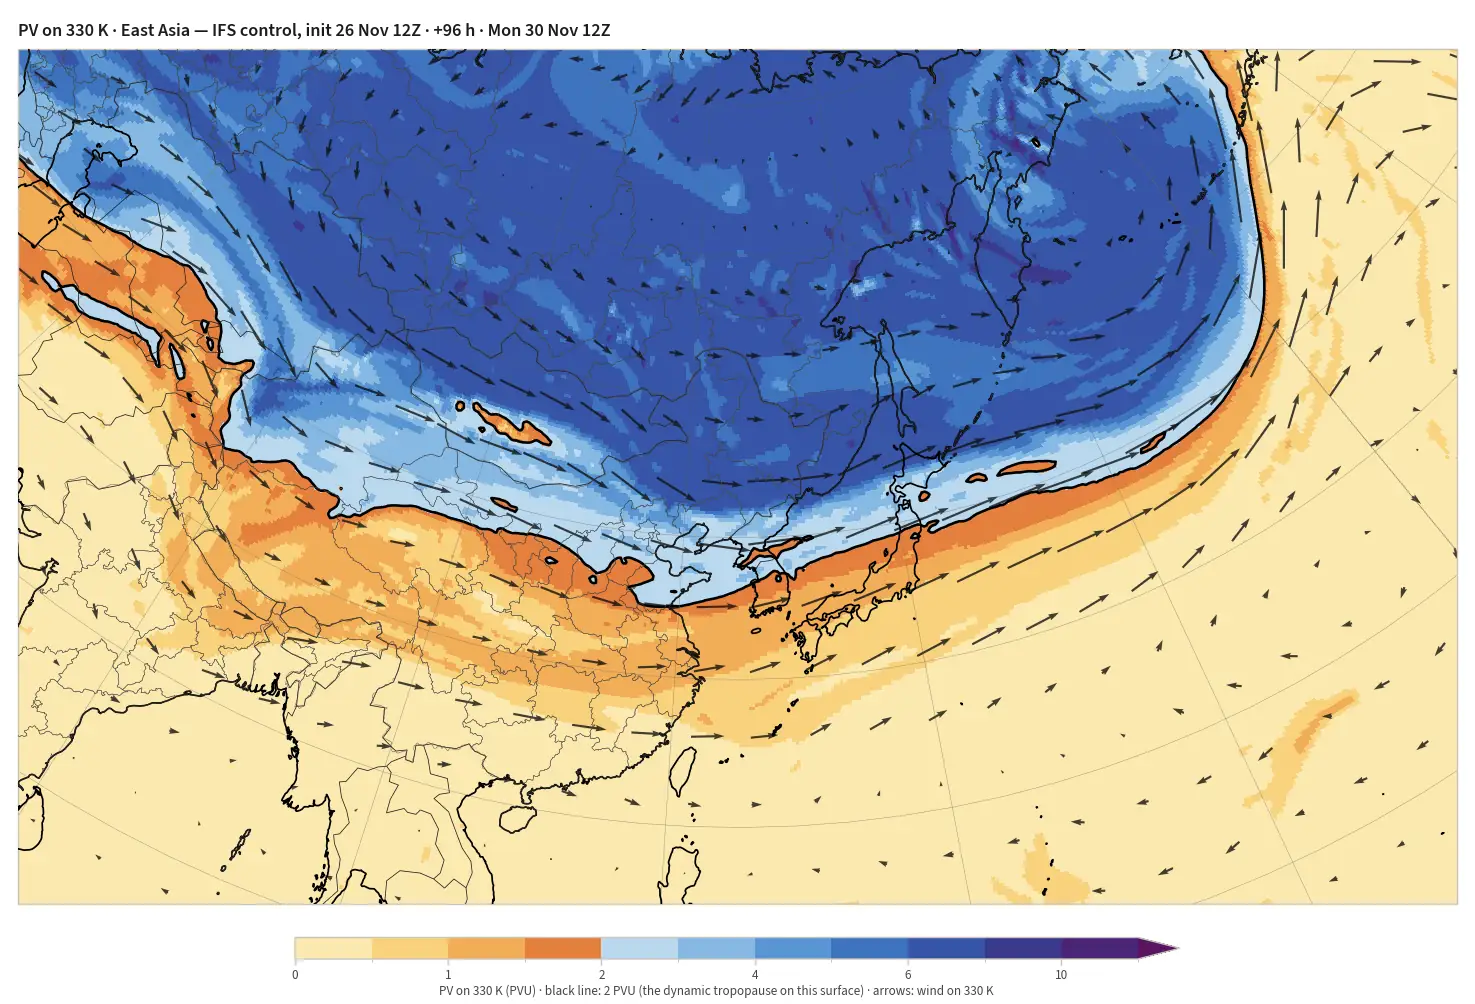 PV on 330 K · East Asia — IFS control, init 26 Nov 12Z · +96 h · Mon 30 Nov 12Z
0 1 2 4 6 10
PV on 330 K (PVU) · black line: 2 PVU (the dynamic tropopause on this surface) · arrows: wind on 330 K